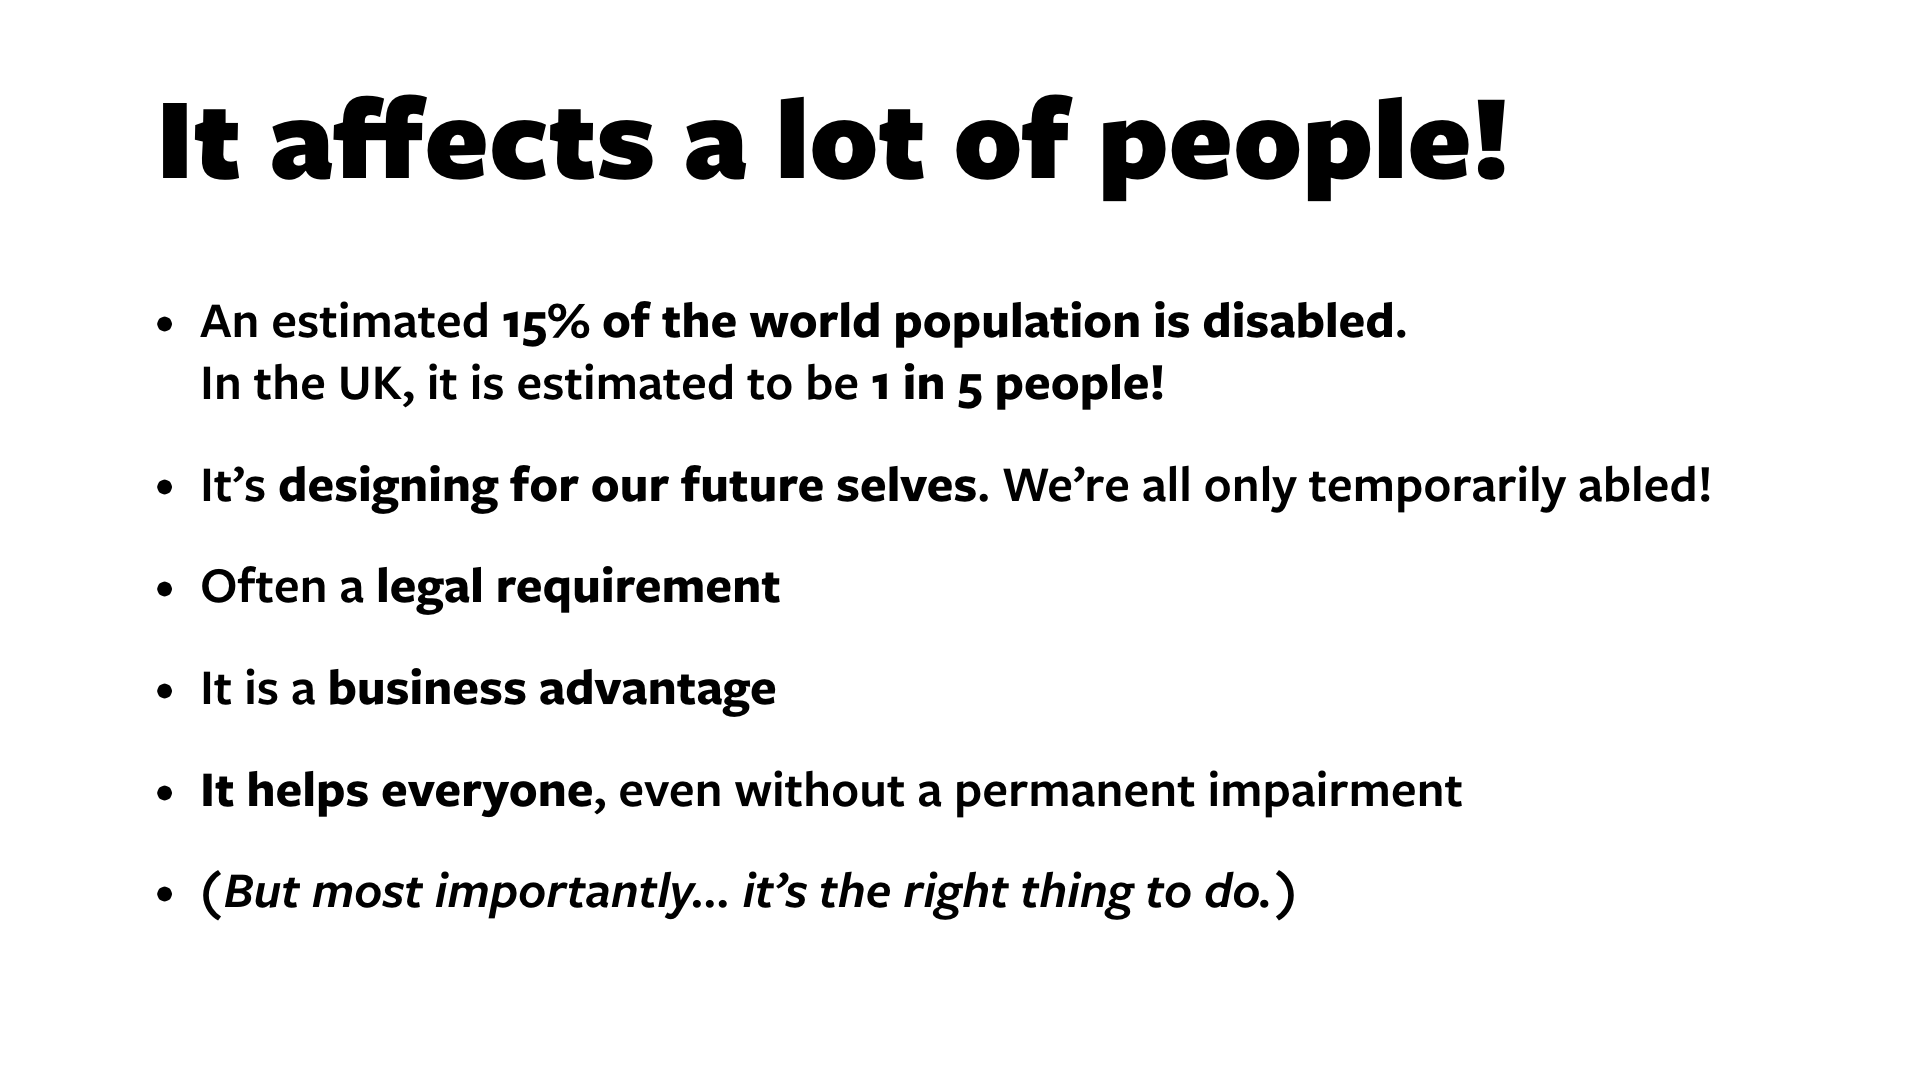 It affects a lot of people!
• An estimated 15% of the world population is disabled.
In the UK, it is estimated to be 1 in 5 people!
• It’s designing for our future selves. We’re all only temporarily abled!
• Often a legal requirement
• It is a business advantage
• It helps everyone, even without a permanent impairment
• (But most importantly… it’s the right thing to do.)